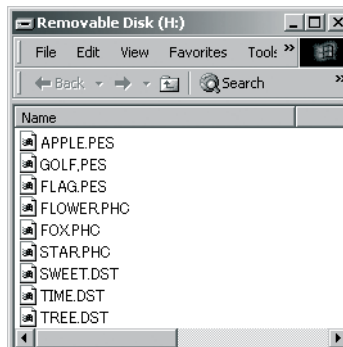 Removable Disk (H:)
File Edit View Favorites Tools »
Back Search »
Name
APPLE.PES
GOLF.PES
FLAG.PES
FLOWER.PHC
FOX.PHC
STAR.PHC
SWEET.DST
TIME.DST
TREE.DST